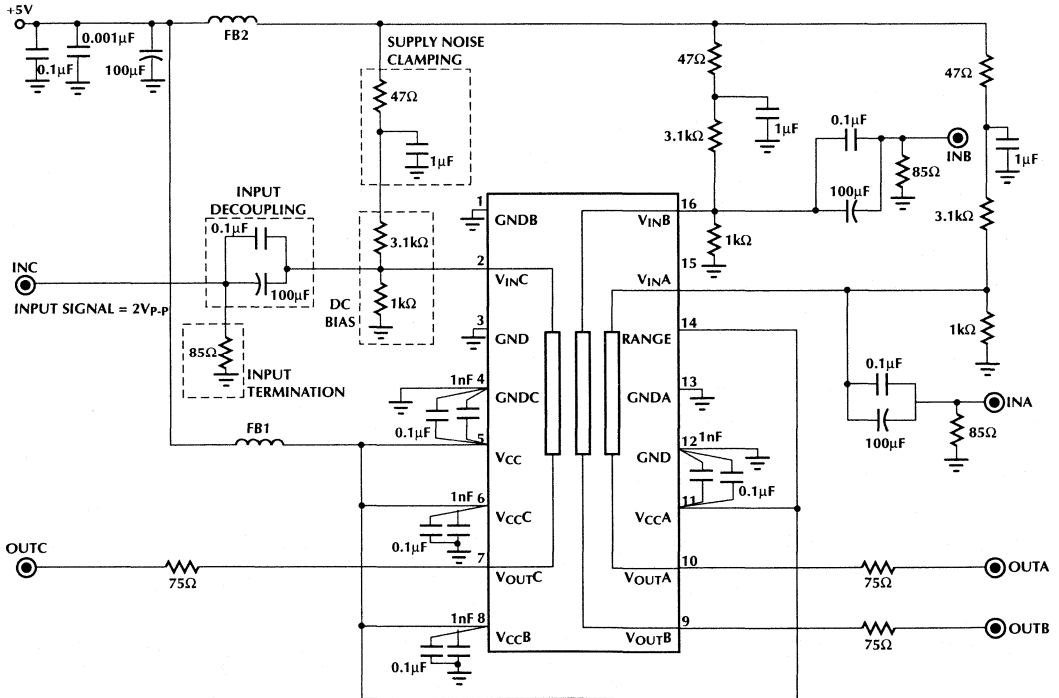 +5V
FB2
0.001µF
0.1µF
100µF
SUPPLY NOISE
CLAMPING
47Ω
1µF
47Ω
3.1kΩ
1µF
0.1µF
100µF
85Ω
INB
47Ω
1µF
3.1kΩ
1kΩ
INPUT
DECOUPLING
0.1µF
100µF
INC
INPUT SIGNAL = 2VP-P
85Ω
INPUT
TERMINATION
3.1kΩ
1kΩ
DC
BIAS
1kΩ
0.1µF
100µF
85Ω
INA
FB1
1
GNDB
2
VINC
3
GND
1nF 4
GNDC
0.1µF
5
VCC
1nF 6
VCCC
0.1µF
7
VOUTC
1nF 8
VCCB
0.1µF
16
VINB
15
VINA
14
RANGE
13
GNDA
12
1nF
GND
0.1µF
11
VCCA
10
VOUTA
9
VOUTB
OUTC
75Ω
75Ω
OUTA
75Ω
OUTB